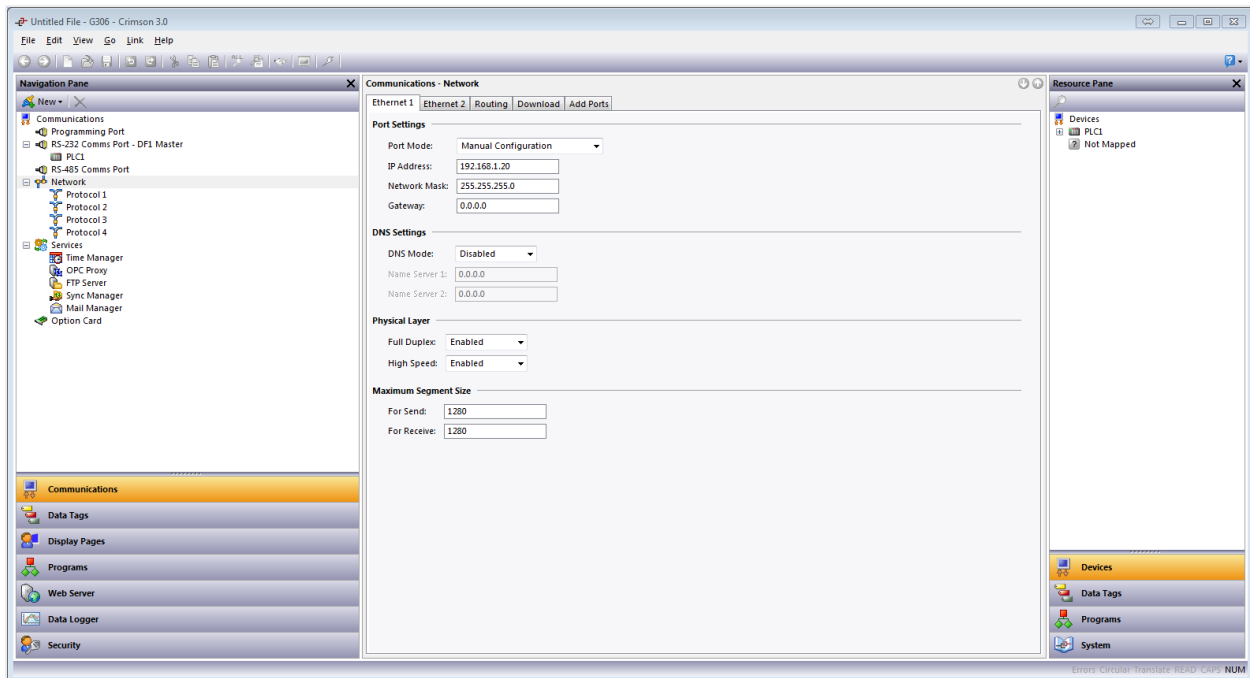 Untitled File - G306 - Crimson 3.0
File Edit View Go Link Help
Navigation Pane
New
Communications
Programming Port
RS-232 Comms Port - DF1 Master
PLC1
RS-485 Comms Port
Network
Protocol 1
Protocol 2
Protocol 3
Protocol 4
Services
Time Manager
OPC Proxy
FTP Server
Sync Manager
Mail Manager
Option Card
Communications
Data Tags
Display Pages
Programs
Web Server
Data Logger
Security
Communications - Network
Ethernet 1 Ethernet 2 Routing Download Add Ports
Port Settings
Port Mode: Manual Configuration
IP Address: 192.168.1.20
Network Mask: 255.255.255.0
Gateway: 0.0.0.0
DNS Settings
DNS Mode: Disabled
Name Server 1: 0.0.0.0
Name Server 2: 0.0.0.0
Physical Layer
Full Duplex: Enabled
High Speed: Enabled
Maximum Segment Size
For Send: 1280
For Receive: 1280
Resource Pane
Devices
PLC1
Not Mapped
Devices
Data Tags
Programs
System
Errors Circular Translate READ CAPS NUM